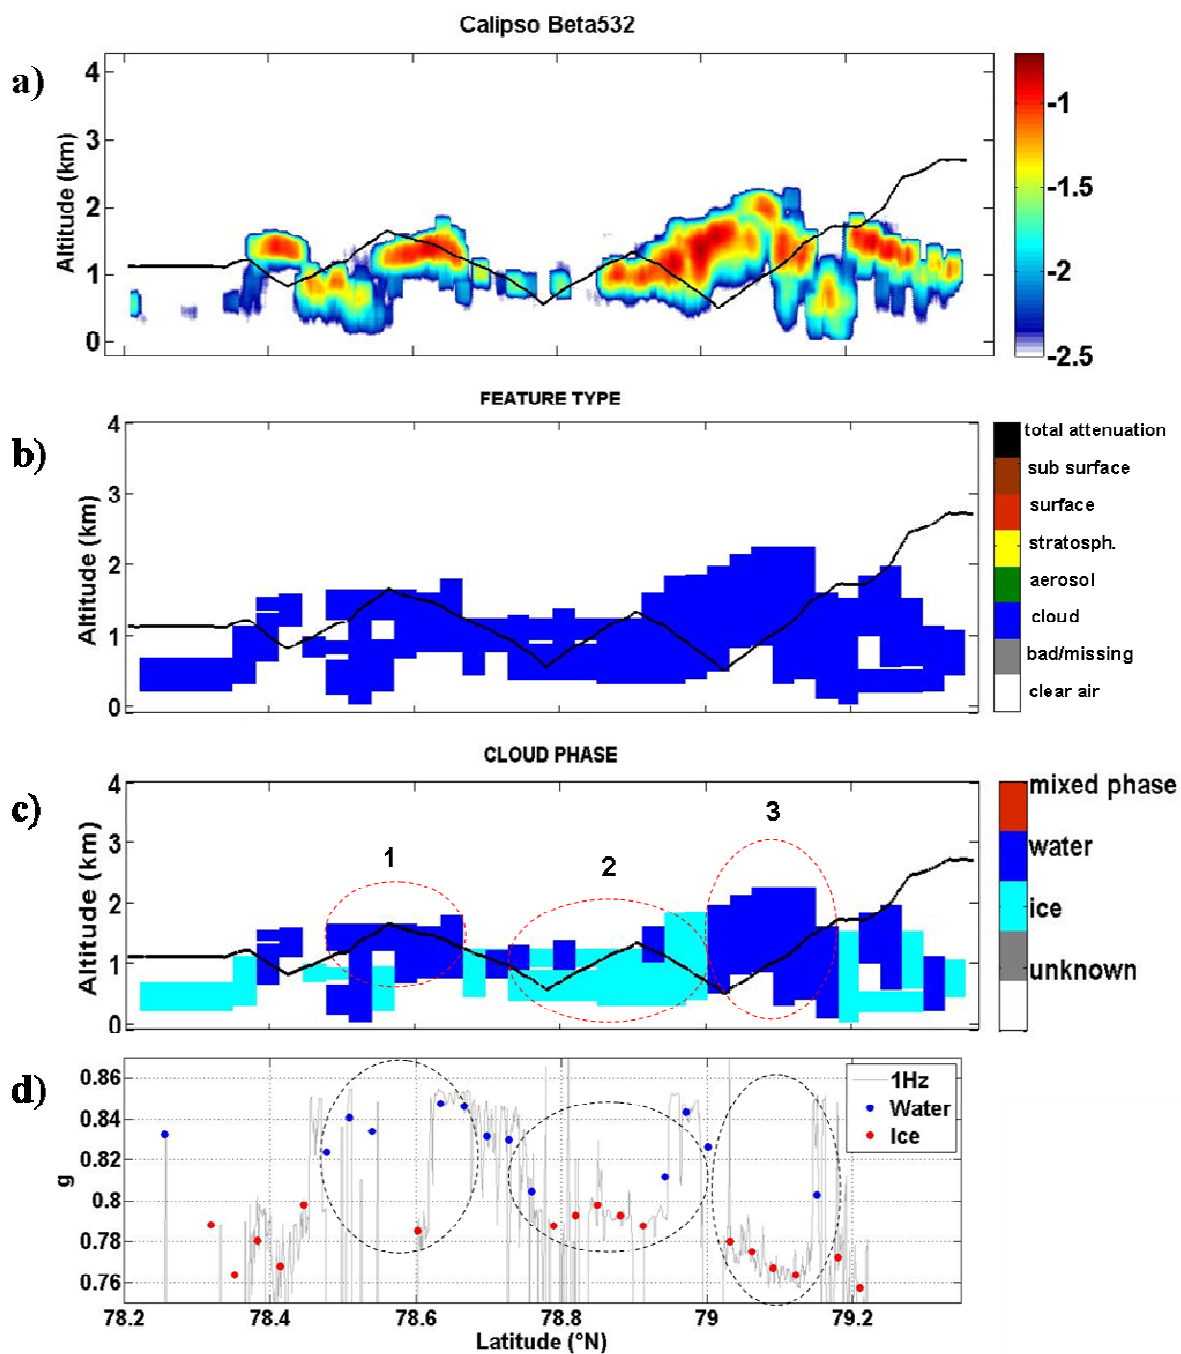 Calipso Beta532
a)
4
3
2
1
0
Altitude (km)
-1
-1.5
-2
-2.5
FEATURE TYPE
b)
4
3
2
1
0
Altitude (km)
total attenuation
sub surface
surface
stratosph.
aerosol
cloud
bad/missing
clear air
CLOUD PHASE
c)
4
3
2
1
0
Altitude (km)
1
2
3
mixed phase
water
ice
unknown
d)
0.86
0.84
0.82
0.8
0.78
0.76
g
1Hz
Water
Ice
78.2 78.4 78.6 78.8 79 79.2
Latitude (°N)